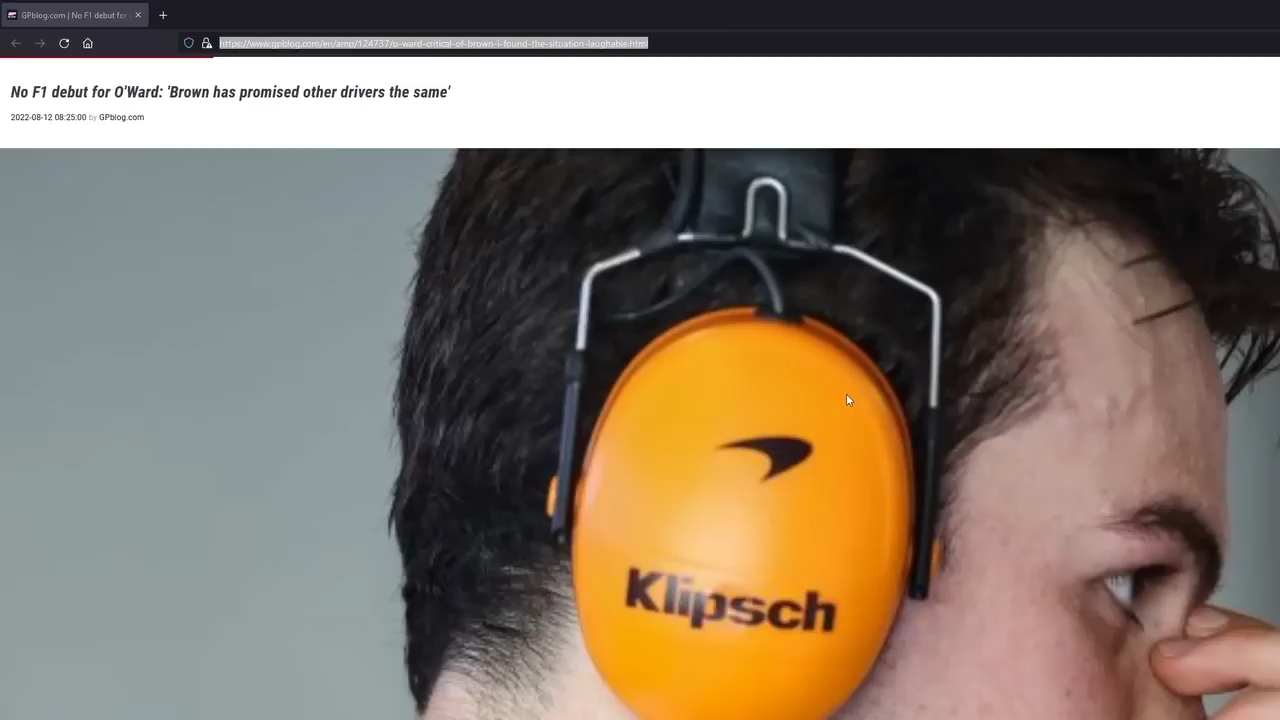 GPblog.com | No F1 debut for
https://www.gpblog.com/en/amp/124737/o-ward-critical-of-brown-i-found-the-situation-laughable.html
No F1 debut for O'Ward: 'Brown has promised other drivers the same'
2022-08-12 08:25:00 by GPblog.com
Klipsch